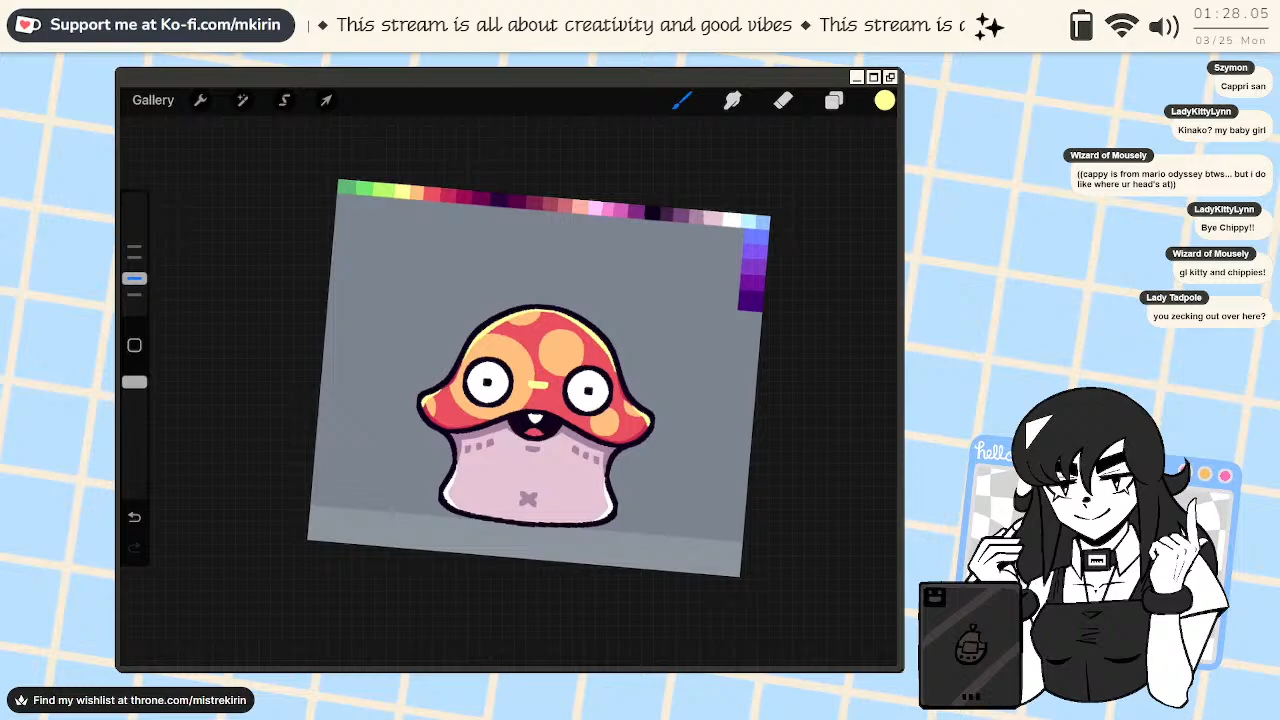 Support me at Ko-fi.com/mkirin
◆ This stream is all about creativity and good vibes ◆ This stream is
01:28.05
03/25 Mon
Gallery
Szymon
Cappri san
LadyKittyLynn
Kinako? my baby girl
Wizard of Mousely
((cappy is from mario odyssey btws... but i do
like where ur head's at))
LadyKittyLynn
Bye Chippy!!
Wizard of Mousely
gl kitty and chippies!
Lady Tadpole
you zecking out over here?
hello
Find my wishlist at throne.com/mistrekirin